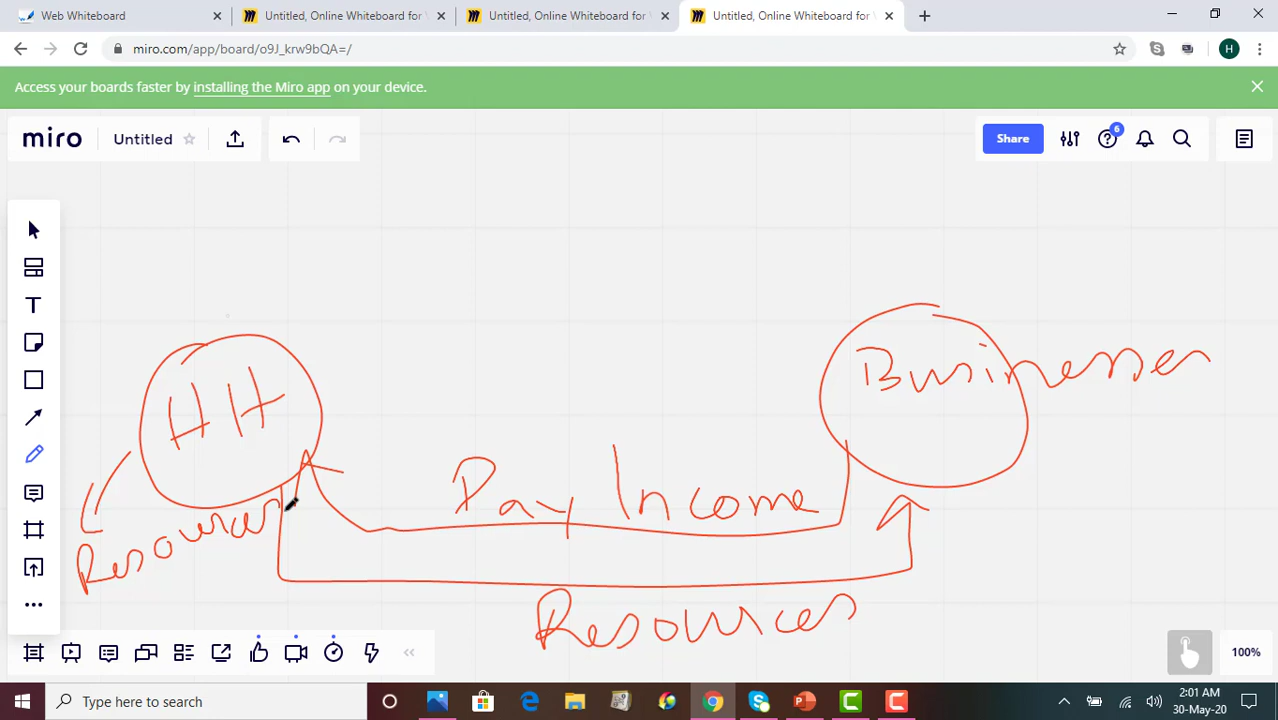 Web Whiteboard
Untitled, Online Whiteboard for V
Untitled, Online Whiteboard for V
Untitled, Online Whiteboard for V
miro.com/app/board/o9J_krw9bQA=/
H
Access your boards faster by installing the Miro app on your device.
miro
Untitled
Share
6
HH
Businesses
Pay Income
Resources
Resources
100%
Type here to search
2:01 AM
30-May-20